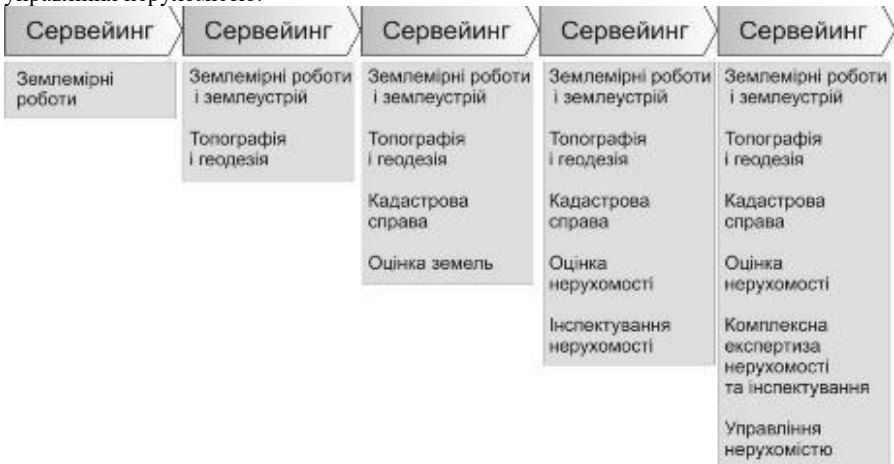 управління нерухомістю.
Сервейинг
Сервейинг
Сервейинг
Сервейинг
Сервейинг
Землемірні
роботи
Землемірні роботи
і землеустрій
Топографія
і геодезія
Землемірні роботи
і землеустрій
Топографія
і геодезія
Кадастрова
справа
Оцінка земель
Землемірні роботи
і землеустрій
Топографія
і геодезія
Кадастрова
справа
Оцінка
нерухомості
Інспектування
нерухомості
Землемірні роботи
і землеустрій
Топографія
і геодезія
Кадастрова
справа
Оцінка
нерухомості
Комплексна
експертиза
нерухомості
та інспектування
Управління
нерухомістю